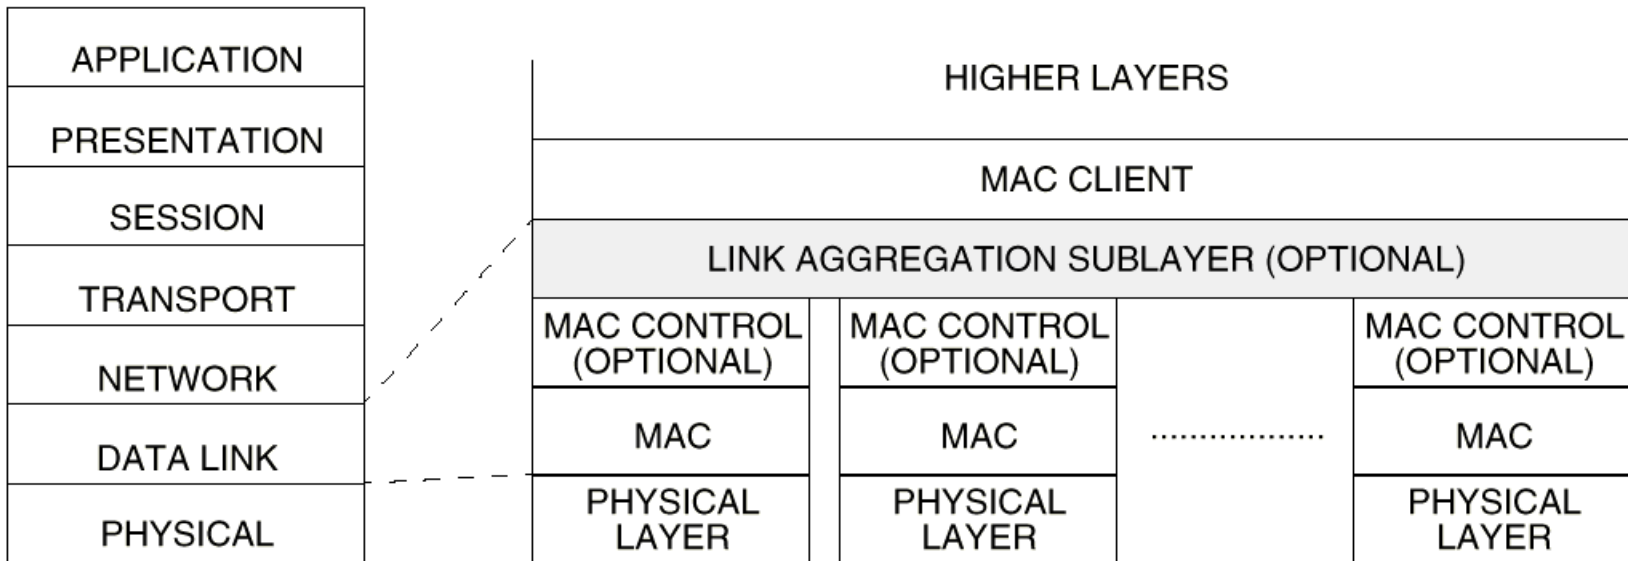 APPLICATION
PRESENTATION
SESSION
TRANSPORT
NETWORK
DATA LINK
PHYSICAL
HIGHER LAYERS
MAC CLIENT
LINK AGGREGATION SUBLAYER (OPTIONAL)
MAC CONTROL
(OPTIONAL)
MAC
PHYSICAL
LAYER
MAC CONTROL
(OPTIONAL)
MAC
PHYSICAL
LAYER
MAC CONTROL
(OPTIONAL)
MAC
PHYSICAL
LAYER